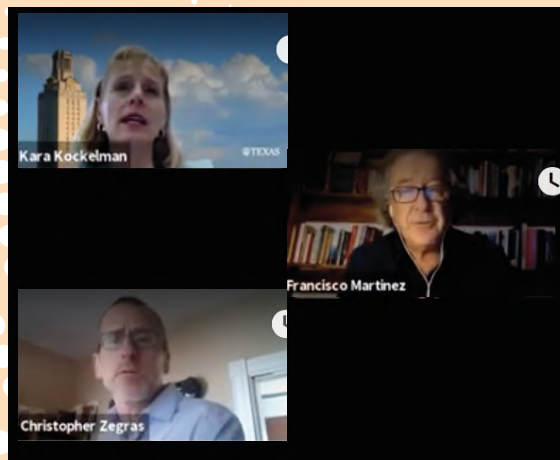 Kara Kockelman
TEXAS
Francisco Martinez
Christopher Zegras